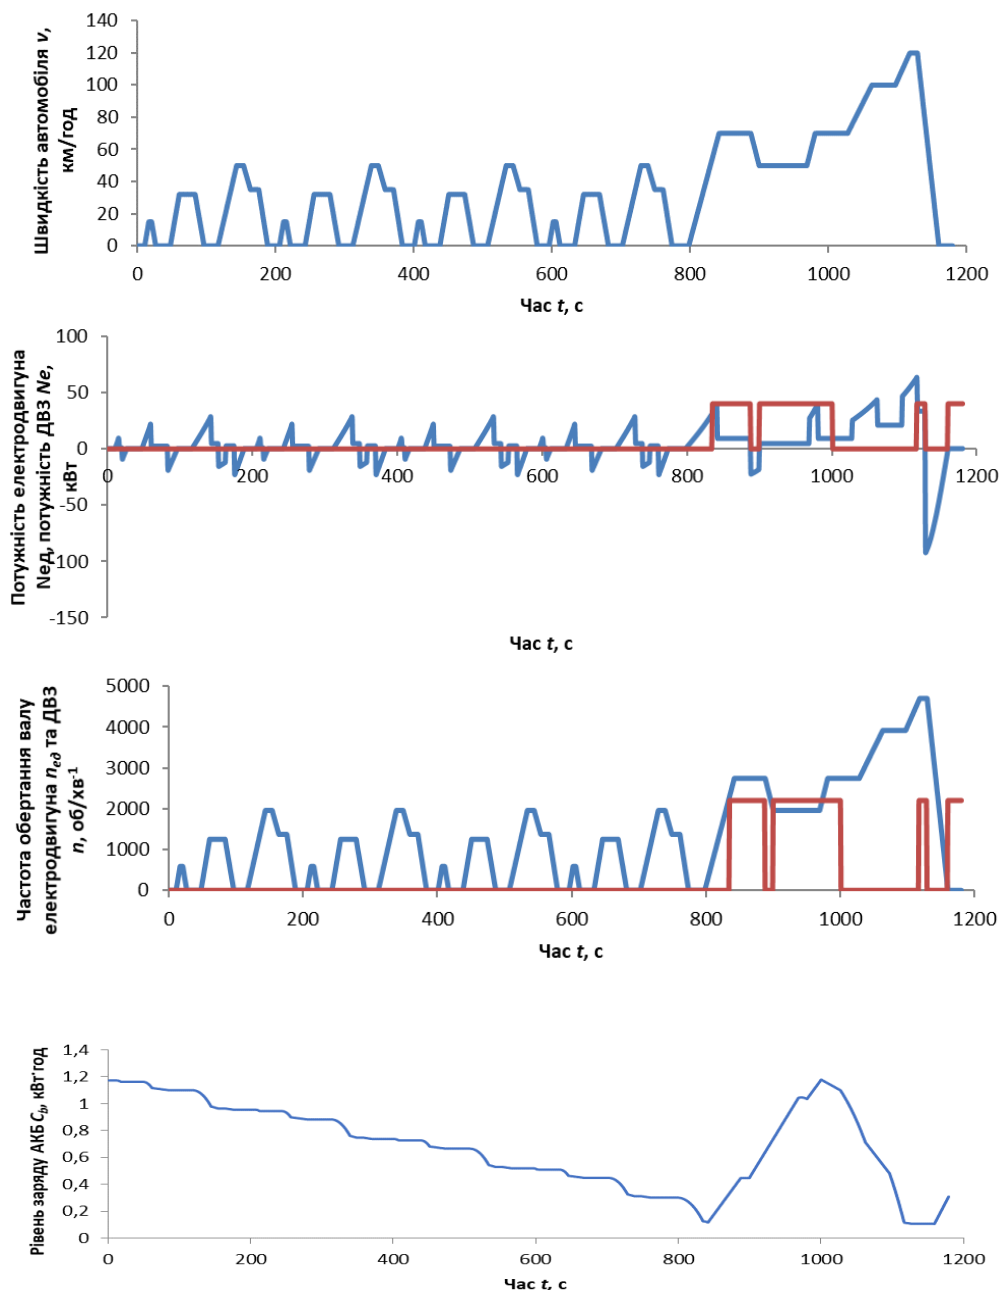 140
120
100
80
60
40
20
0
Швидкість автомобіля v,
км/год
0 200 400 600 800 1000 1200
Час t, с
100
50
0
-50
-100
-150
Потужність електродвигуна
Nед, потужність ДВЗ Ne,
кВт
0 200 400 600 800 1000 1200
Час t, с
5000
4000
3000
2000
1000
0
Частота обертання валу
електродвигуна nед та ДВЗ
n, об/хв-1
0 200 400 600 800 1000 1200
Час t, с
1,4
1,2
1
0,8
0,6
0,4
0,2
0
Рівень заряду АКБ Cb, кВт·год
0 200 400 600 800 1000 1200
Час t, с